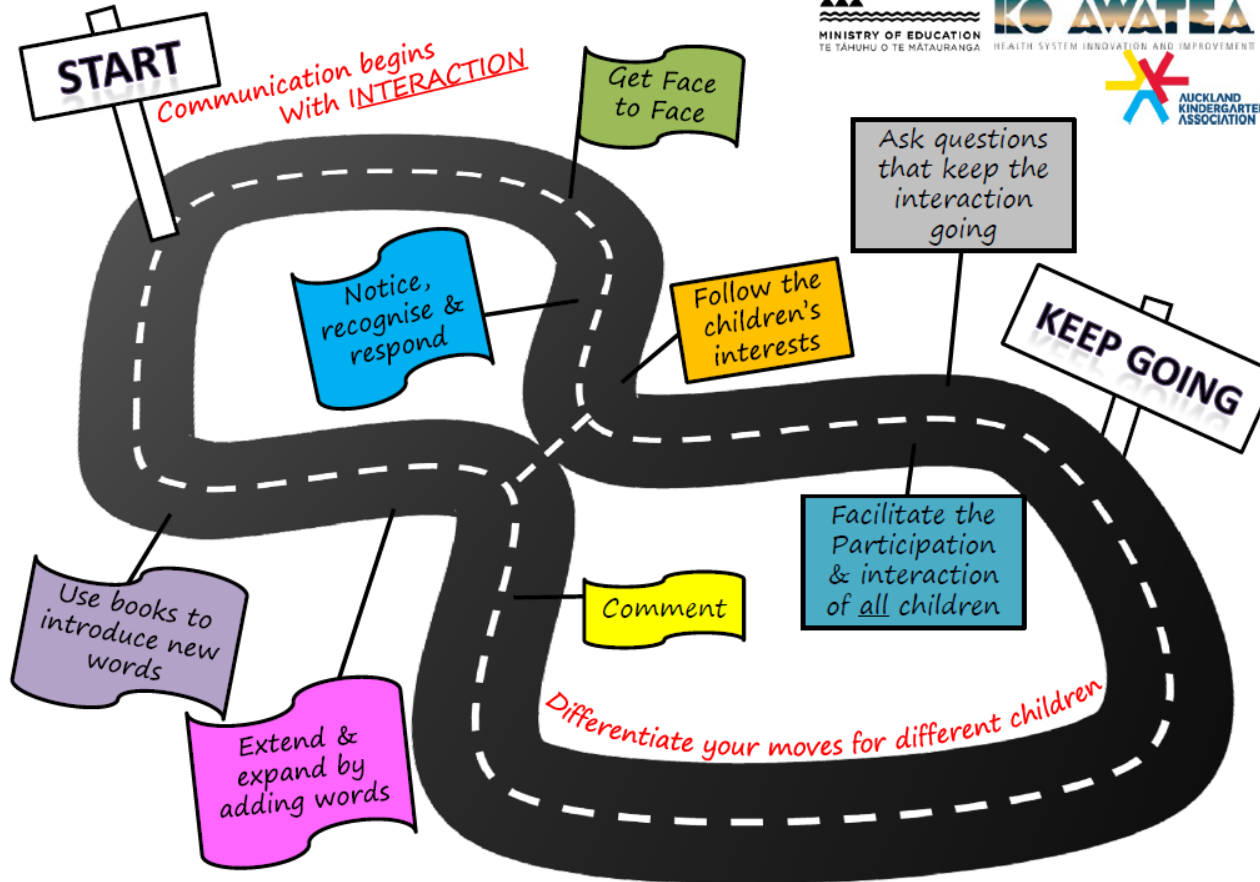 START
Communication begins
With INTERACTION
Get Face
to Face
MINISTRY OF EDUCATION
TE TĀHUHU O TE MĀTAURANGA
KO AWATEA
HEALTH SYSTEM INNOVATION AND IMPROVEMENT
AUCKLAND
KINDERGARTEN
ASSOCIATION
Notice,
recognise &
respond
Follow the
children's
interests
Ask questions
that keep the
interaction
going
KEEP GOING
Facilitate the
Participation
& interaction
of all children
Differentiate your moves for different children
Comment
Extend &
expand by
adding words
Use books to
introduce new
words